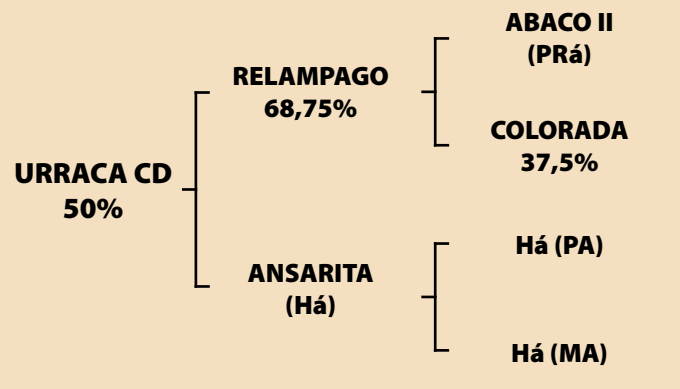 ABACO II
(PRá)
RELAMPAGO
68,75%
COLORADA
37,5%
URRACA CD
50%
Há (PA)
ANSARITA
(Há)
Há (MA)